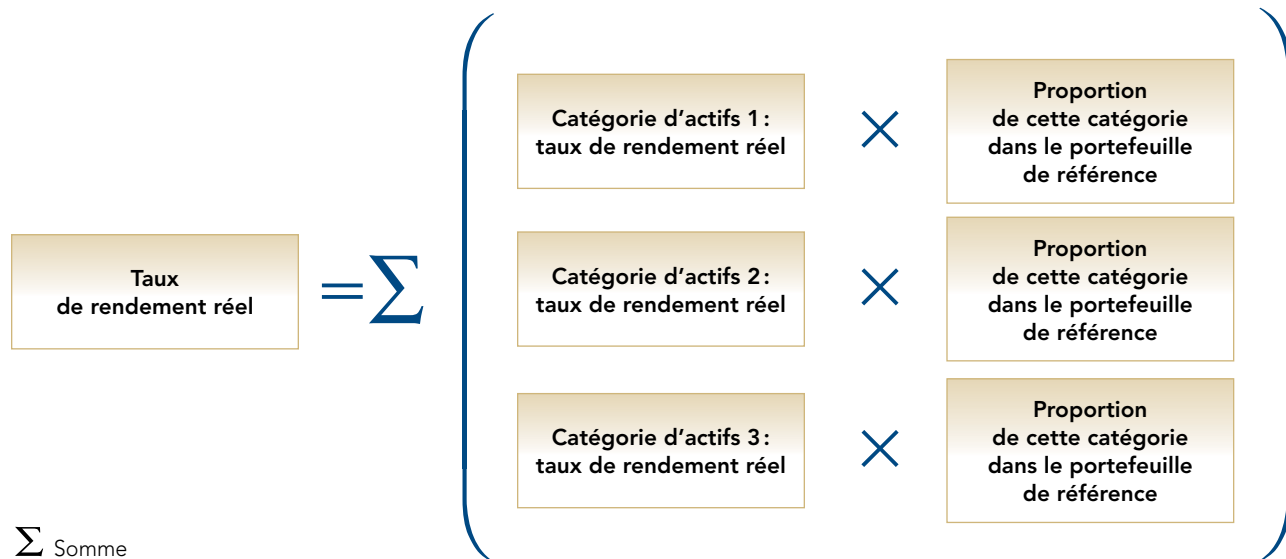 Taux
de rendement réel
=
Σ
Catégorie d'actifs 1 :
taux de rendement réel
×
Proportion
de cette catégorie
dans le portefeuille
de référence
Catégorie d'actifs 2 :
taux de rendement réel
×
Proportion
de cette catégorie
dans le portefeuille
de référence
Catégorie d'actifs 3 :
taux de rendement réel
×
Proportion
de cette catégorie
dans le portefeuille
de référence
Σ Somme